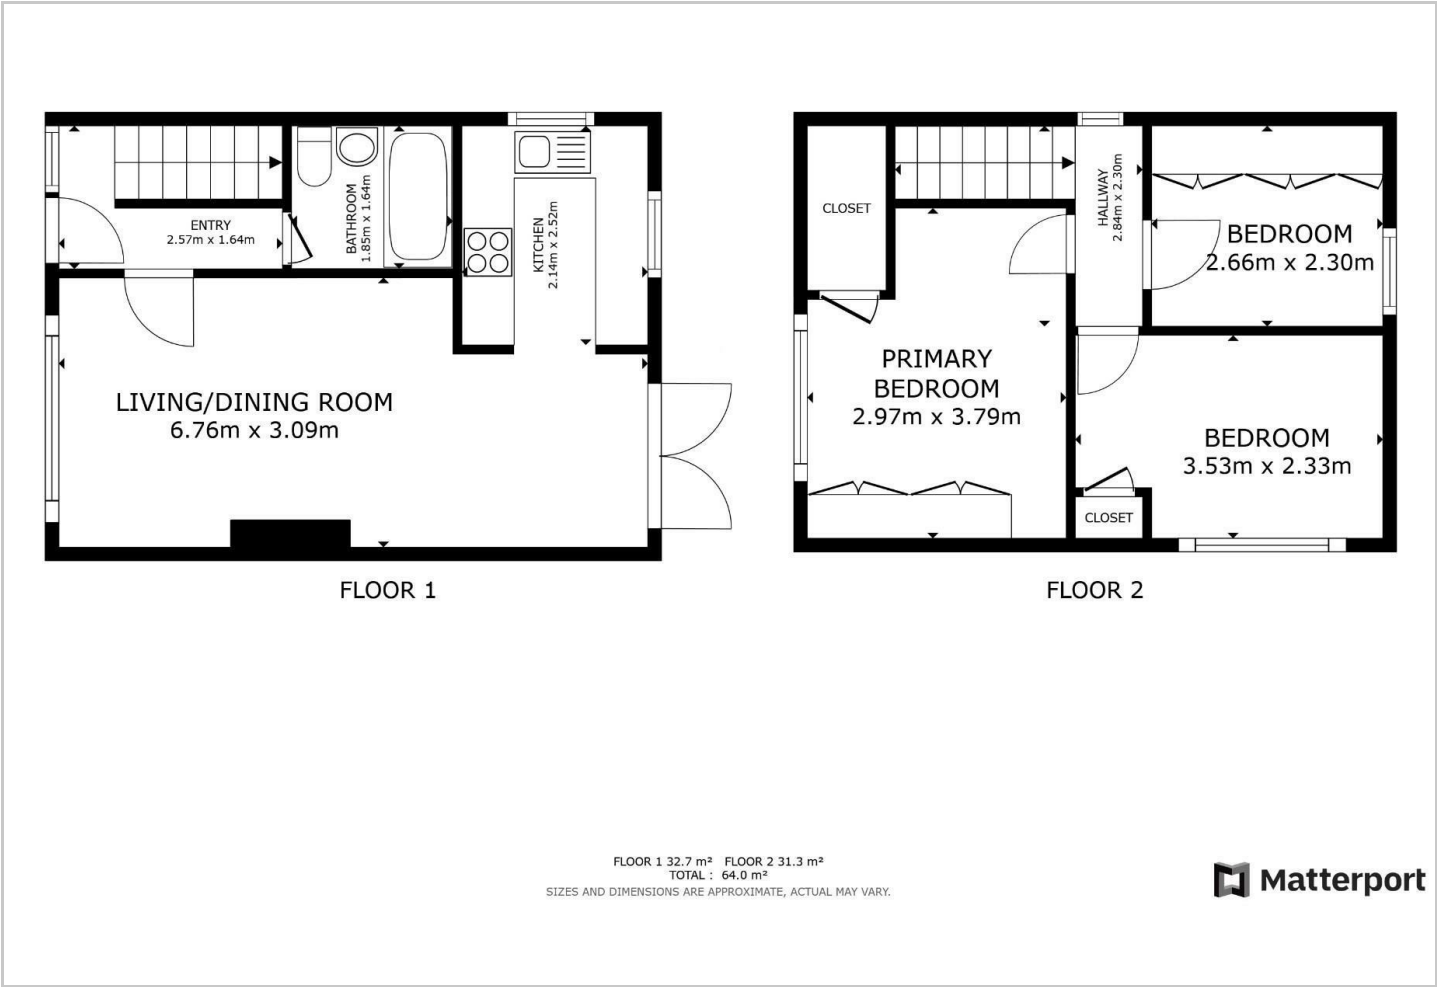 ENTRY
2.57m x 1.64m
BATHROOM
1.85m x 1.64m
KITCHEN
2.14m x 2.52m
LIVING/DINING ROOM
6.76m x 3.09m
FLOOR 1
CLOSET
HALLWAY
2.84m x 2.30m
BEDROOM
2.66m x 2.30m
PRIMARY
BEDROOM
2.97m x 3.79m
BEDROOM
3.53m x 2.33m
CLOSET
FLOOR 2
FLOOR 1 32.7 m² FLOOR 2 31.3 m²
TOTAL : 64.0 m²
SIZES AND DIMENSIONS ARE APPROXIMATE, ACTUAL MAY VARY.
Matterport